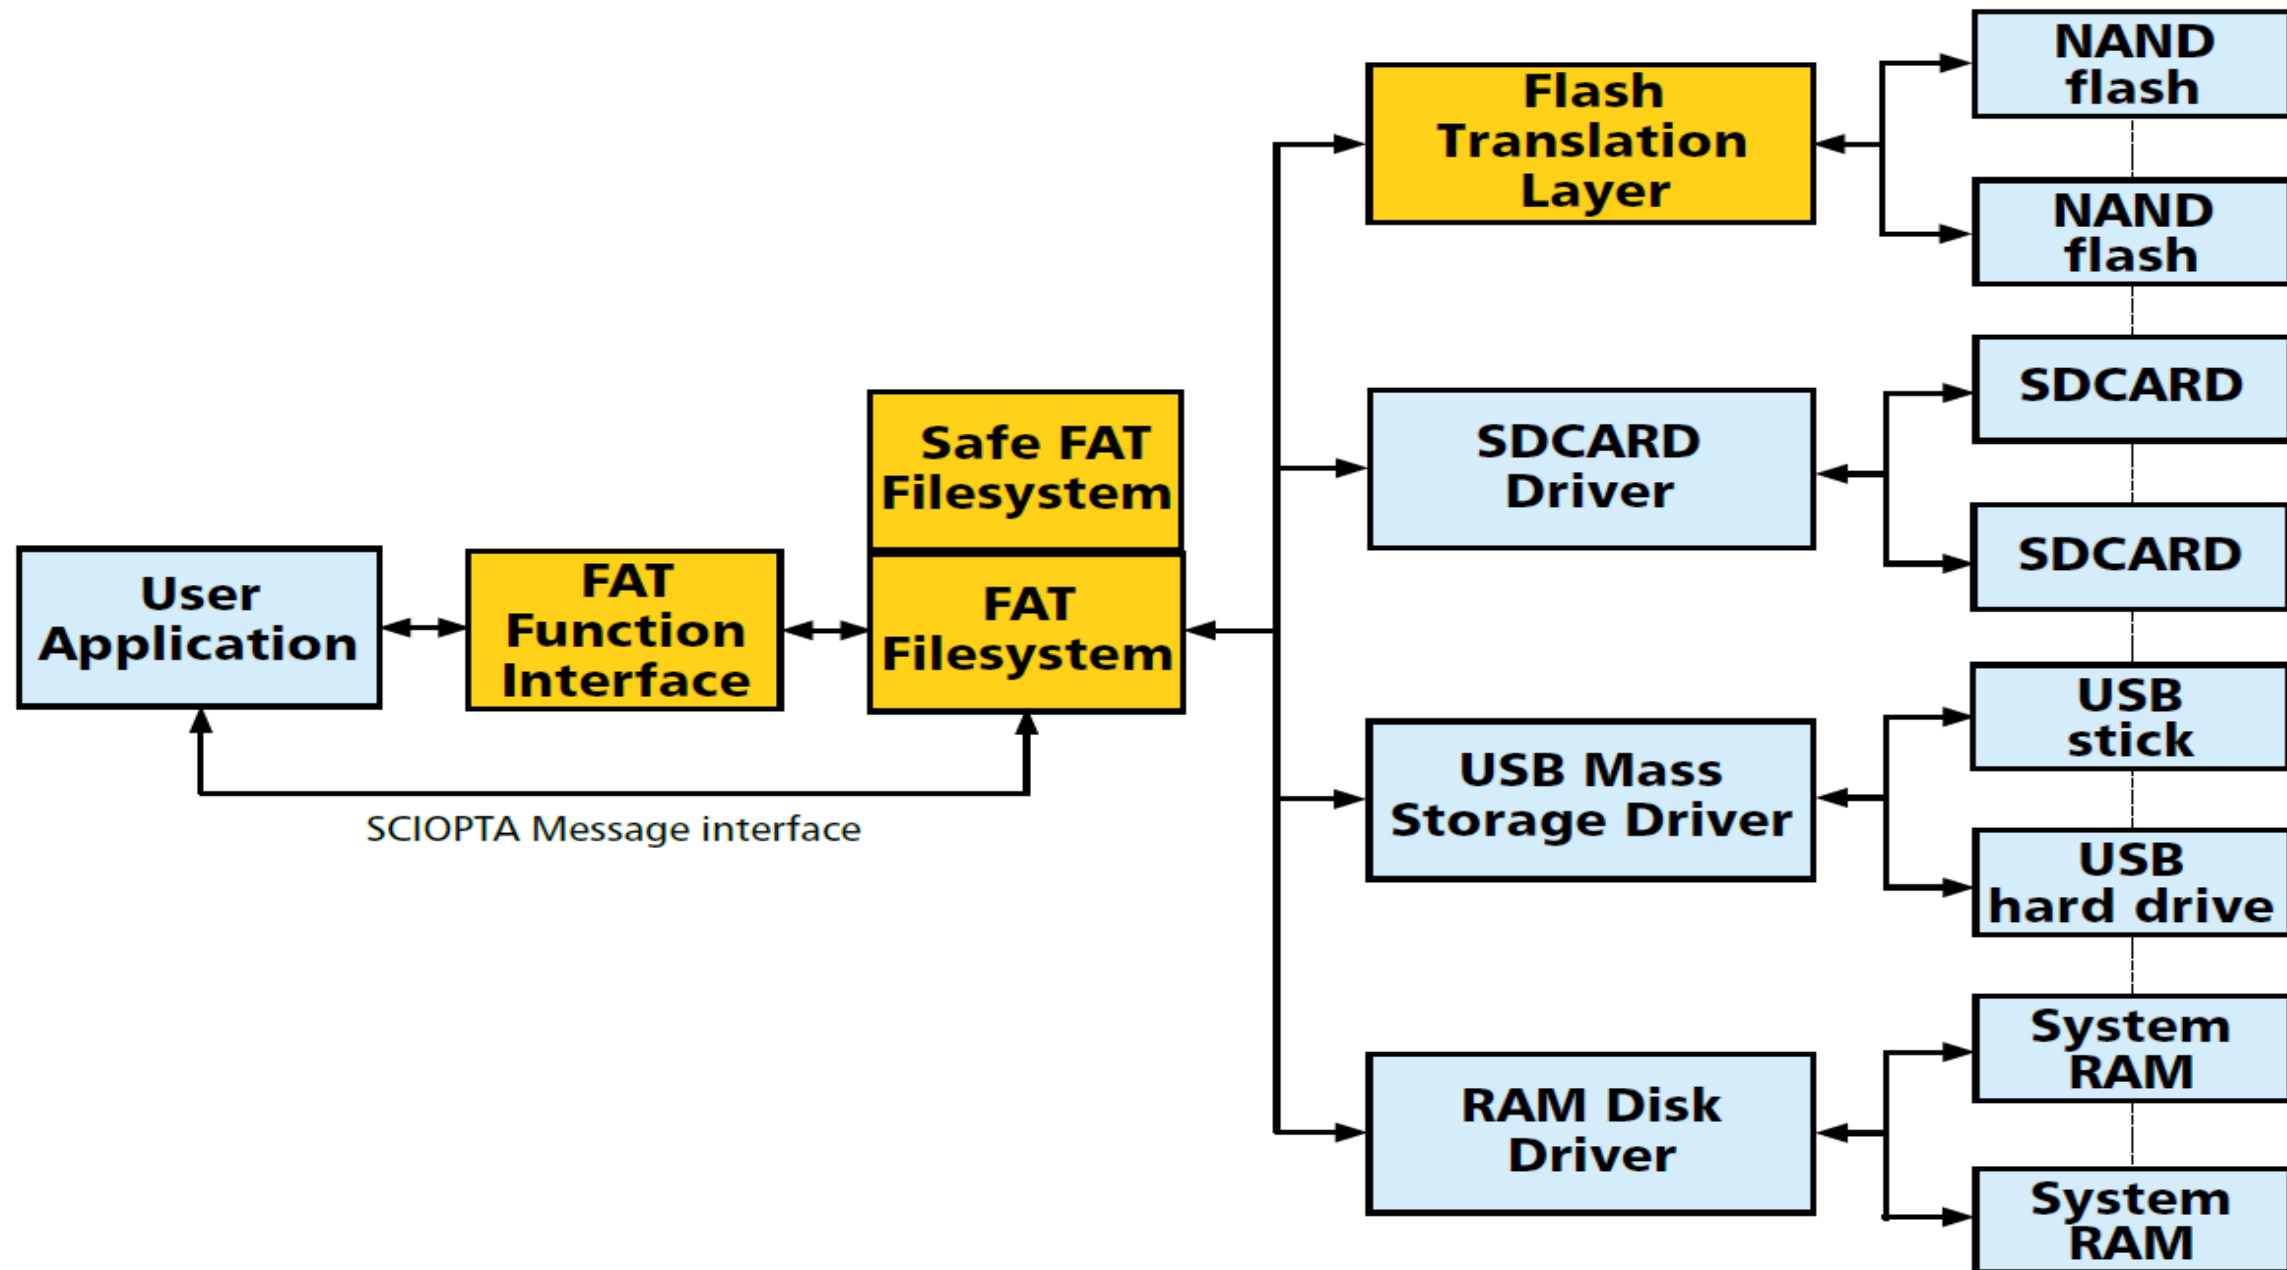 NAND
flash
Flash
Translation
Layer
NAND
flash
SDCARD
Safe FAT
Filesystem
SDCARD
Driver
SDCARD
User
Application
FAT
Function
Interface
FAT
Filesystem
USB
stick
USB Mass
Storage Driver
SCIOPTA Message interface
USB
hard drive
System
RAM
RAM Disk
Driver
System
RAM